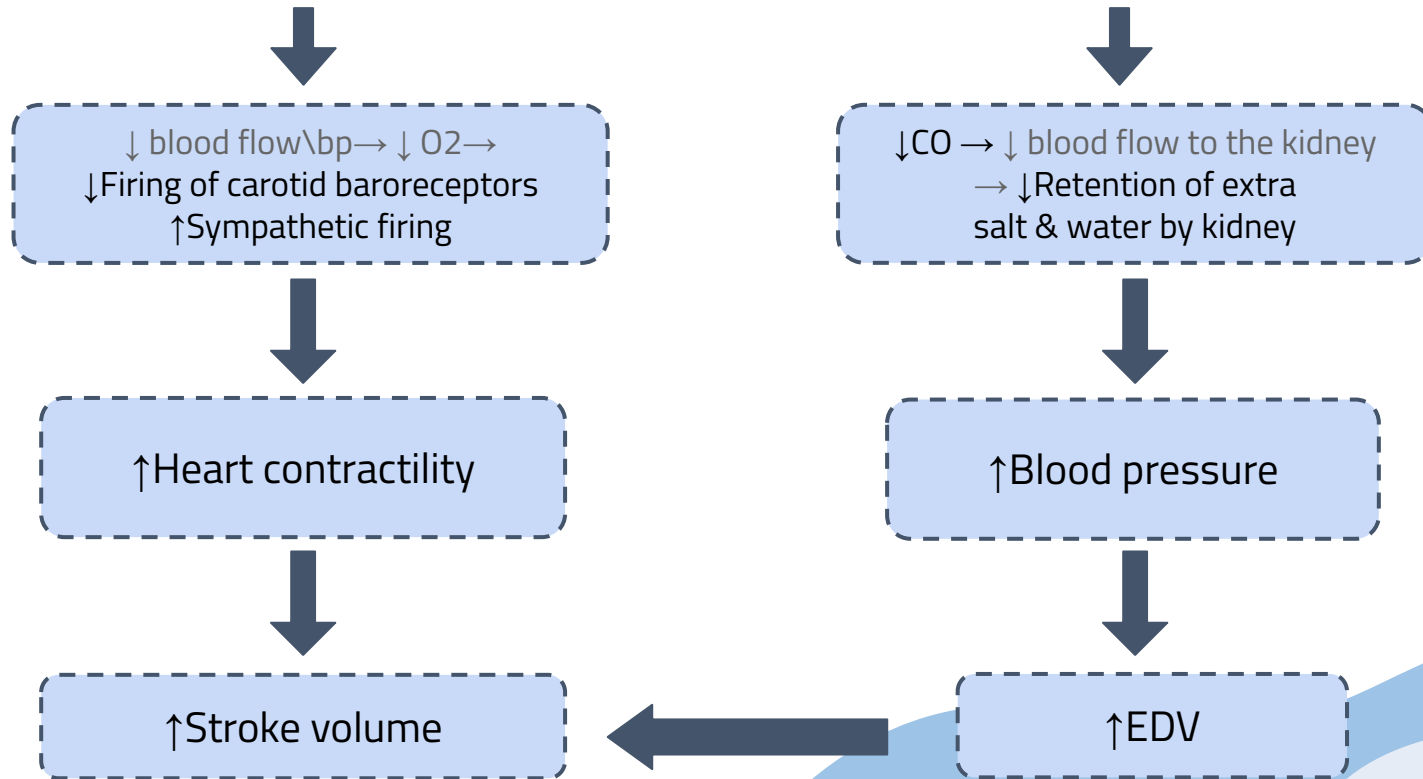 ↓ blood flow\bp→ ↓ O2→
↓Firing of carotid baroreceptors
↑Sympathetic firing
↓CO → ↓ blood flow to the kidney
→ ↓Retention of extra
salt & water by kidney
↑Heart contractility
↑Blood pressure
↑Stroke volume
↑EDV